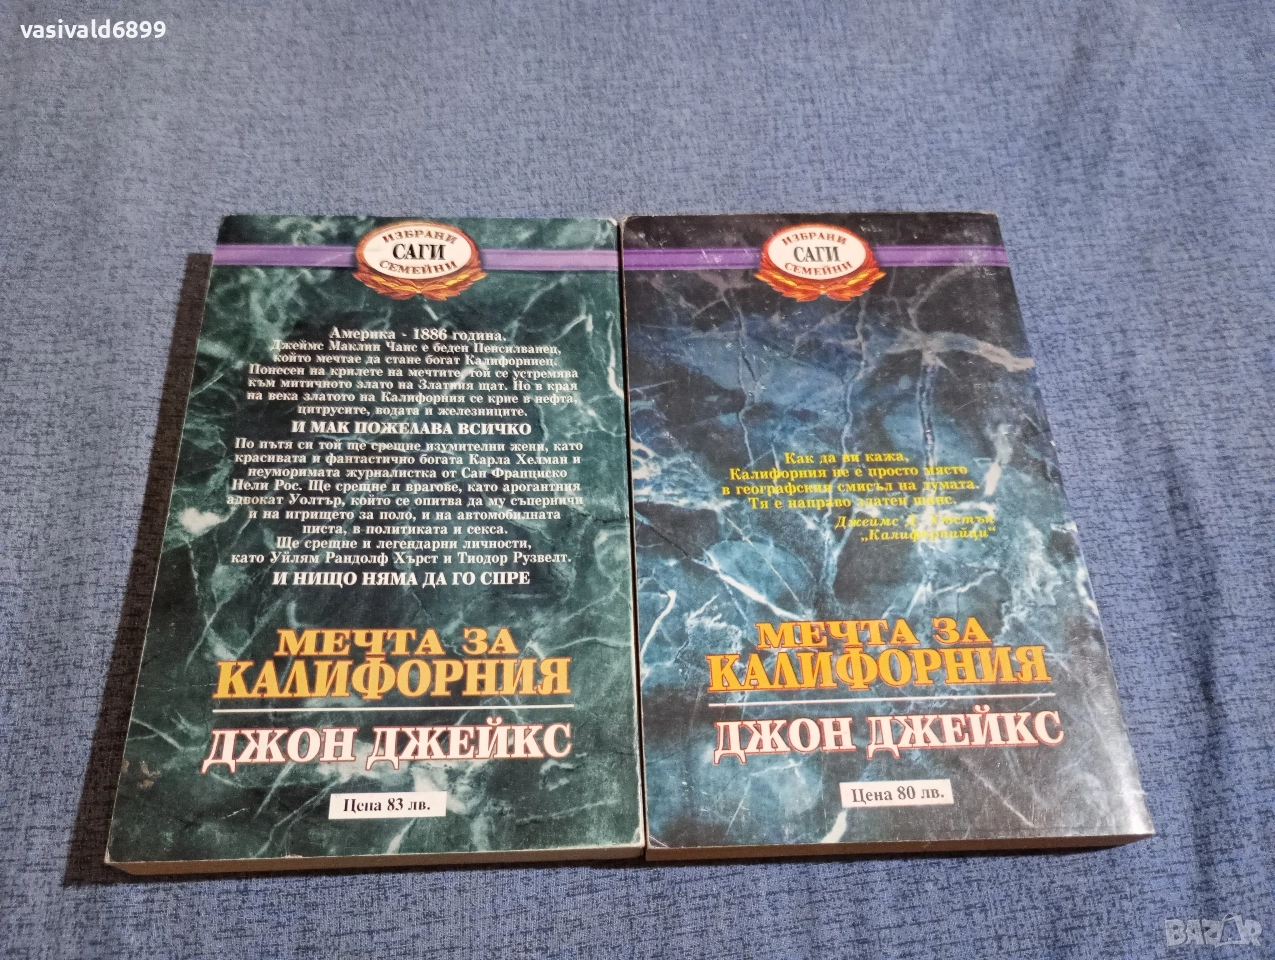 vasivald6899
ИЗБРАНИ
САГИ
СЕМЕЙНИ
Америка - 1886 година.
Джеймс Маклин Чанс е беден Пенсилванец,
който мечтае да стане богат Калифорниец.
Понесен на крилете на мечтите, той се устремява
към митичното злато на Златния щат. Но в края
на века златото на Калифорния се крие в нефта,
цитрусите, водата и железниците.
И МАК ПОЖЕЛАВА ВСИЧКО
По пътя си той ще срещне изумителни жени, като
красивата и фантастично богата Карла Хелман и
неуморимата журналистка от Сан Франциско
Нели Рос. Ще срещне и врагове, като арогантния
адвокат Уолтър, който се опитва да му съперничи
и на игрището за поло, и на автомобилната
писта, в политиката и секса.
Ще срещне и легендарни личности,
като Уйлям Рандолф Хърст и Тиодор Рузвелт.
И НИЩО НЯМА ДА ГО СПРЕ
МЕЧТА ЗА
КАЛИФОРНИЯ
ДЖОН ДЖЕЙКС
Цена 83 лв.
ИЗБРАНИ
САГИ
СЕМЕЙНИ
Как да ви кажа,
Калифорния не е просто място
в географския смисъл на думата.
Тя е направо златен шанс.
Джеймс Д. Хюстън
„Калифорнийци"
МЕЧТА ЗА
КАЛИФОРНИЯ
ДЖОН ДЖЕЙКС
Цена 80 лв.
BAZAR